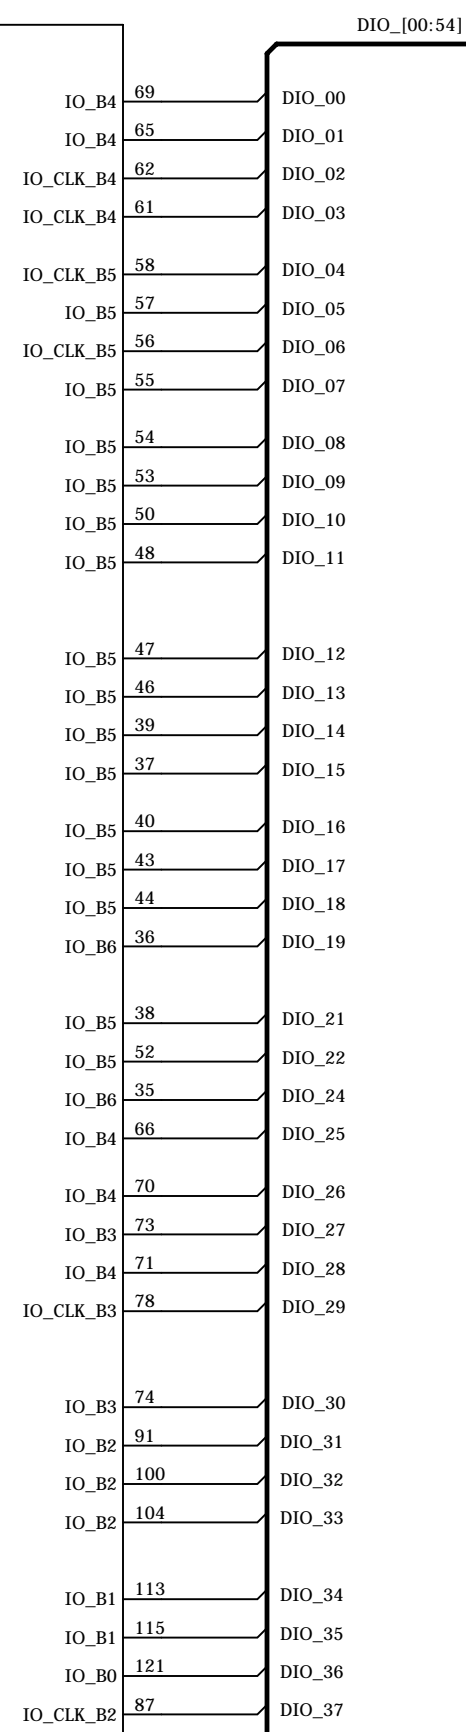 DIO_[00:54]
IO_B4 69 DIO_00
IO_B4 65 DIO_01
IO_CLK_B4 62 DIO_02
IO_CLK_B4 61 DIO_03
IO_CLK_B5 58 DIO_04
IO_B5 57 DIO_05
IO_CLK_B5 56 DIO_06
IO_B5 55 DIO_07
IO_B5 54 DIO_08
IO_B5 53 DIO_09
IO_B5 50 DIO_10
IO_B5 48 DIO_11
IO_B5 47 DIO_12
IO_B5 46 DIO_13
IO_B5 39 DIO_14
IO_B5 37 DIO_15
IO_B5 40 DIO_16
IO_B5 43 DIO_17
IO_B5 44 DIO_18
IO_B6 36 DIO_19
IO_B5 38 DIO_21
IO_B5 52 DIO_22
IO_B6 35 DIO_24
IO_B4 66 DIO_25
IO_B4 70 DIO_26
IO_B3 73 DIO_27
IO_B4 71 DIO_28
IO_CLK_B3 78 DIO_29
IO_B3 74 DIO_30
IO_B2 91 DIO_31
IO_B2 100 DIO_32
IO_B2 104 DIO_33
IO_B1 113 DIO_34
IO_B1 115 DIO_35
IO_B0 121 DIO_36
IO_CLK_B2 87 DIO_37